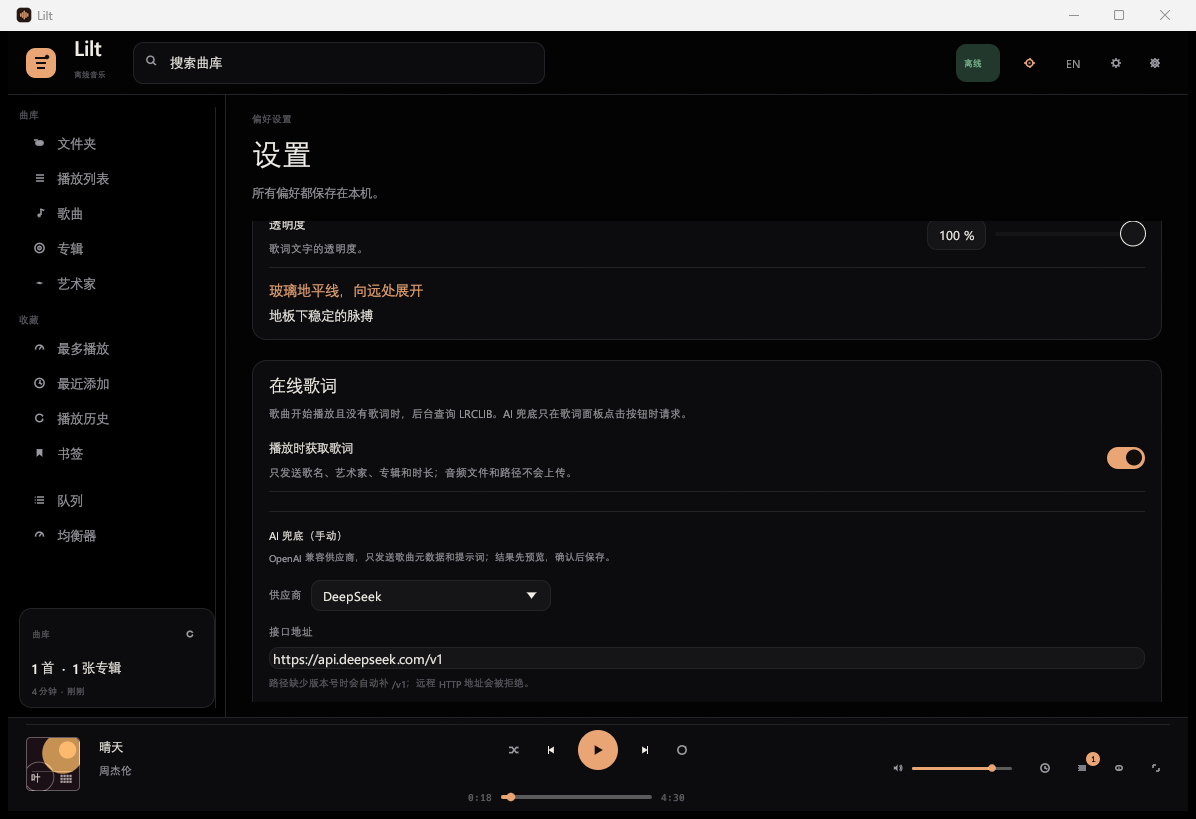 Lilt
Lilt
离线音乐
搜索曲库
离线
EN
曲库
文件夹
播放列表
歌曲
专辑
艺术家
收藏
最多播放
最近添加
播放历史
书签
队列
均衡器
曲库
1 首 · 1 张专辑
4 分钟 · 刚刚
偏好设置
设置
所有偏好都保存在本机。
透明度
100 %
歌词文字的透明度。
玻璃地平线，向远处展开
地板下稳定的脉搏
在线歌词
歌曲开始播放且没有歌词时，后台查询 LRCLIB。AI 兜底只在歌词面板点击按钮时请求。
播放时获取歌词
只发送歌名、艺术家、专辑和时长；音频文件和路径不会上传。
AI 兜底（手动）
OpenAI 兼容供应商，只发送歌曲元数据和提示词；结果先预览，确认后保存。
供应商
DeepSeek
接口地址
https://api.deepseek.com/v1
路径缺少版本号时会自动补 /v1；远程 HTTP 地址会被拒绝。
叶
晴天
周杰伦
0:18
4:30
1